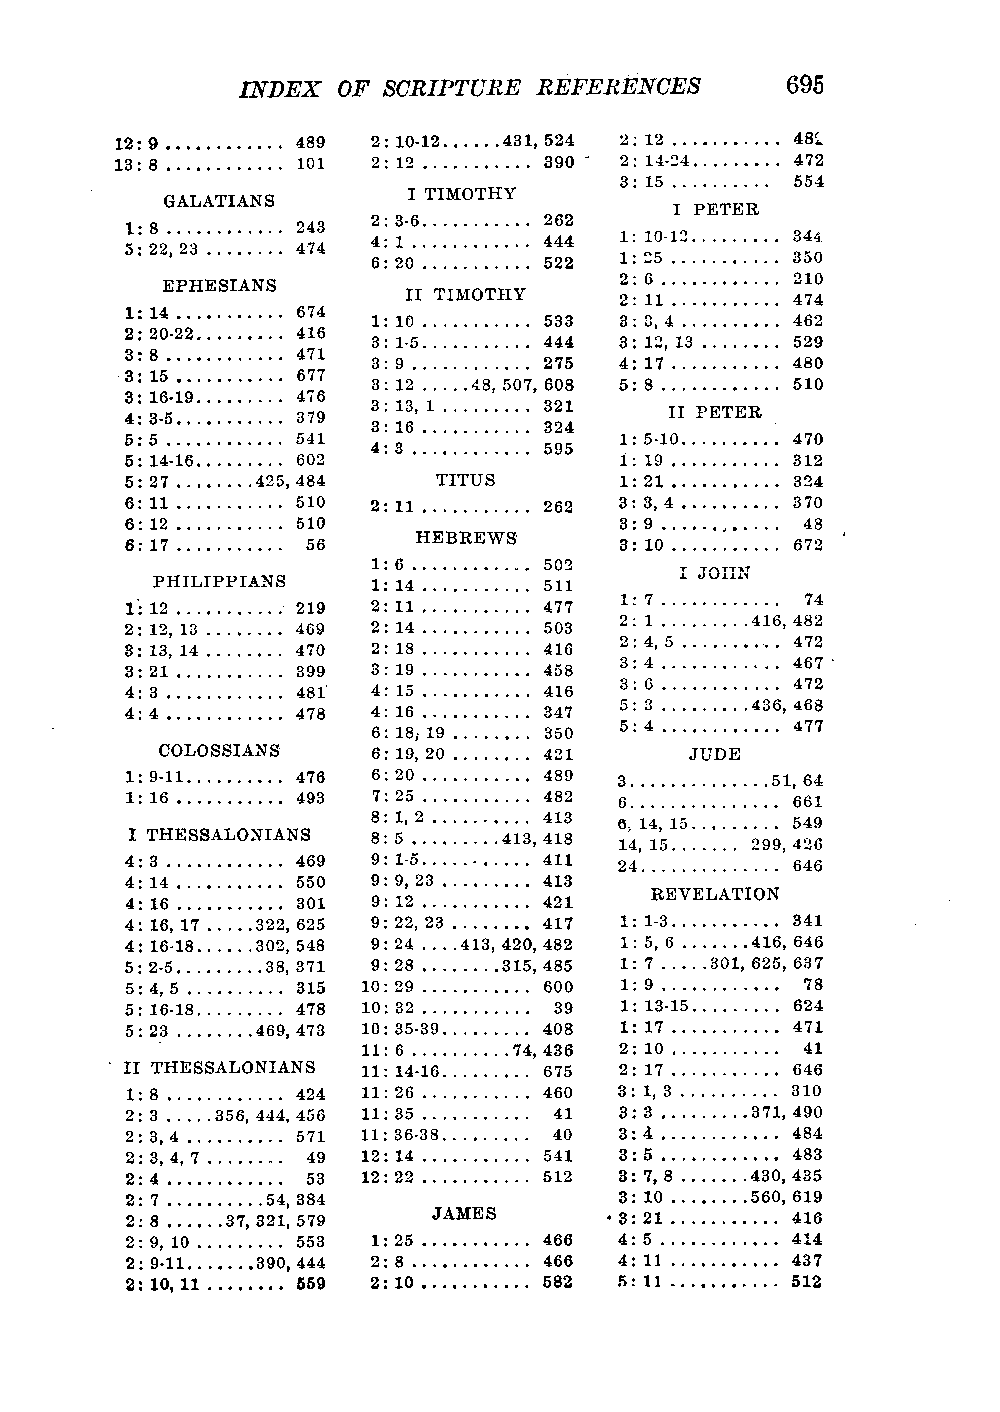 INDEX OF SCRIPTURE REFERENCES 695
12: 9 ............ 489
13: 8 ............ 101
GALATIANS
1: 8 ............ 243
5: 22, 23 ........ 474
EPHESIANS
1: 14 ........... 674
2: 20-22......... 416
3: 8 ............ 471
3: 15 ........... 677
3: 16-19......... 476
4: 3-5........... 379
5: 5 ............ 541
5: 14-16......... 602
5: 27 ........425, 484
6: 11 ........... 510
6: 12 ........... 510
6: 17 ........... 56
PHILIPPIANS
1: 12 ........... 219
2: 12, 13 ........ 469
3: 13, 14 ........ 470
3: 21 ........... 399
4: 3 ............ 481
4: 4 ............ 478
COLOSSIANS
1: 9-11.......... 476
1: 16 ........... 493
I THESSALONIANS
4: 3 ............ 469
4: 14 ........... 550
4: 16 ........... 301
4: 16, 17 .....322, 625
4: 16-18......302, 548
5: 2-5.........38, 371
5: 4, 5 .......... 315
5: 16-18......... 478
5: 23 ........469, 473
II THESSALONIANS
1: 8 ............ 424
2: 3 .....356, 444, 456
2: 3, 4 .......... 571
2: 3, 4, 7 ........ 49
2: 4 ............ 53
2: 7 ..........54, 384
2: 8 ......37, 321, 579
2: 9, 10 ......... 553
2: 9-11.......390, 444
2: 10, 11 ........ 559
2: 10-12......431, 524
2: 12 ........... 390
I TIMOTHY
2: 3-6........... 262
4: 1 ............ 444
6: 20 ........... 522
II TIMOTHY
1: 10 ........... 533
3: 1-5........... 444
3: 9 ............ 275
3: 12 .....48, 507, 608
3: 13, 1 ......... 321
3: 16 ........... 324
4: 3 ............ 595
TITUS
2: 11 ........... 262
HEBREWS
1: 6 ............ 502
1: 14 ........... 511
2: 11 ........... 477
2: 14 ........... 503
2: 18 ........... 416
3: 19 ........... 458
4: 15 ........... 416
4: 16 ........... 347
6: 18, 19 ........ 350
6: 19, 20 ........ 421
6: 20 ........... 489
7: 25 ........... 482
8: 1, 2 .......... 413
8: 5 .........413, 418
9: 1-5........... 411
9: 9, 23 ......... 413
9: 12 ........... 421
9: 22, 23 ........ 417
9: 24 ....413, 420, 482
9: 28 ........315, 485
10: 29 ........... 600
10: 32 ........... 39
10: 35-39......... 408
11: 6 ..........74, 436
11: 14-16......... 675
11: 26 ........... 460
11: 35 ........... 41
11: 36-38......... 40
12: 14 ........... 541
12: 22 ........... 512
JAMES
1: 25 ........... 466
2: 8 ............ 466
2: 10 ........... 582
2: 12 ...........
2: 14-24......... 472
3: 15 .......... 554
I PETER
1: 10-12......... 344
1: 25 ........... 350
2: 6 ............ 210
2: 11 ........... 474
3: 3, 4 .......... 462
3: 12, 13 ........ 529
4: 17 ........... 480
5: 8 ............ 510
II PETER
1: 5-10.......... 470
1: 19 ........... 312
1: 21 ........... 324
3: 3, 4 .......... 370
3: 9 ............ 48
3: 10 ........... 672
I JOHN
1: 7 ............ 74
2: 1 .........416, 482
2: 4, 5 .......... 472
3: 4 ............ 467
3: 6 ............ 472
5: 3 .........436, 468
5: 4 ............ 477
JUDE
3..............51, 64
6............... 661
6, 14, 15......... 549
14, 15....... 299, 426
24.............. 646
REVELATION
1: 1-3........... 341
1: 5, 6 .......416, 646
1: 7 .....301, 625, 637
1: 9 ............ 78
1: 13-15......... 624
1: 17 ........... 471
2: 10 ........... 41
2: 17 ........... 646
3: 1, 3 .......... 310
3: 3 .........371, 490
3: 4 ............ 484
3: 5 ............ 483
3: 7, 8 .......430, 435
3: 10 ........560, 619
3: 21 ........... 416
4: 5 ............ 414
4: 11 ........... 437
5: 11 ........... 512